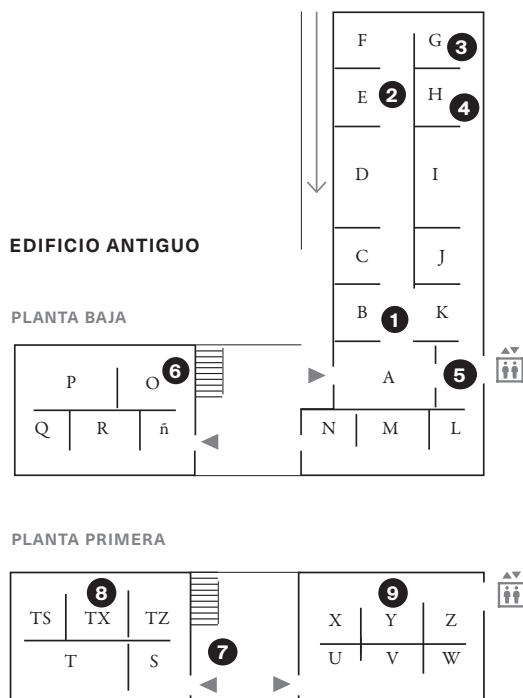 F G 3
E 2 H 4
D I
EDIFICIO ANTIGUO
C J
PLANTA BAJA
B 1 K
P O 6 A 5
Q R ñ N M L
PLANTA PRIMERA
8 9
TS TX TZ X Y Z
T S 7 U V W